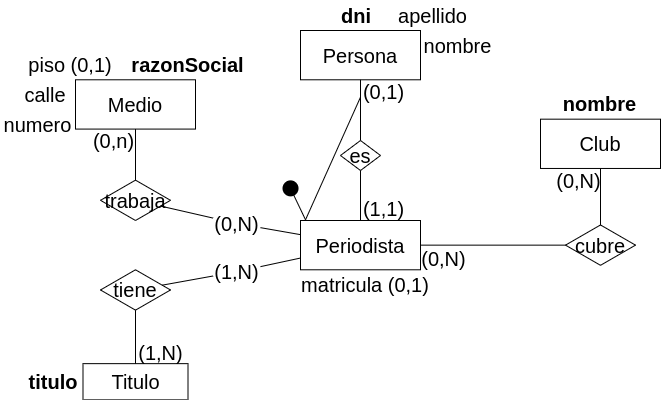 dni apellido
Persona nombre
piso (0,1) razonSocial
calle Medio
numero
(0,1)
nombre
Club
(0,n)
es
(0,N)
trabaja
(0,N)
(1,1)
Periodista
cubre
(0,N)
(1,N)
tiene
matricula (0,1)
(1,N)
titulo Titulo